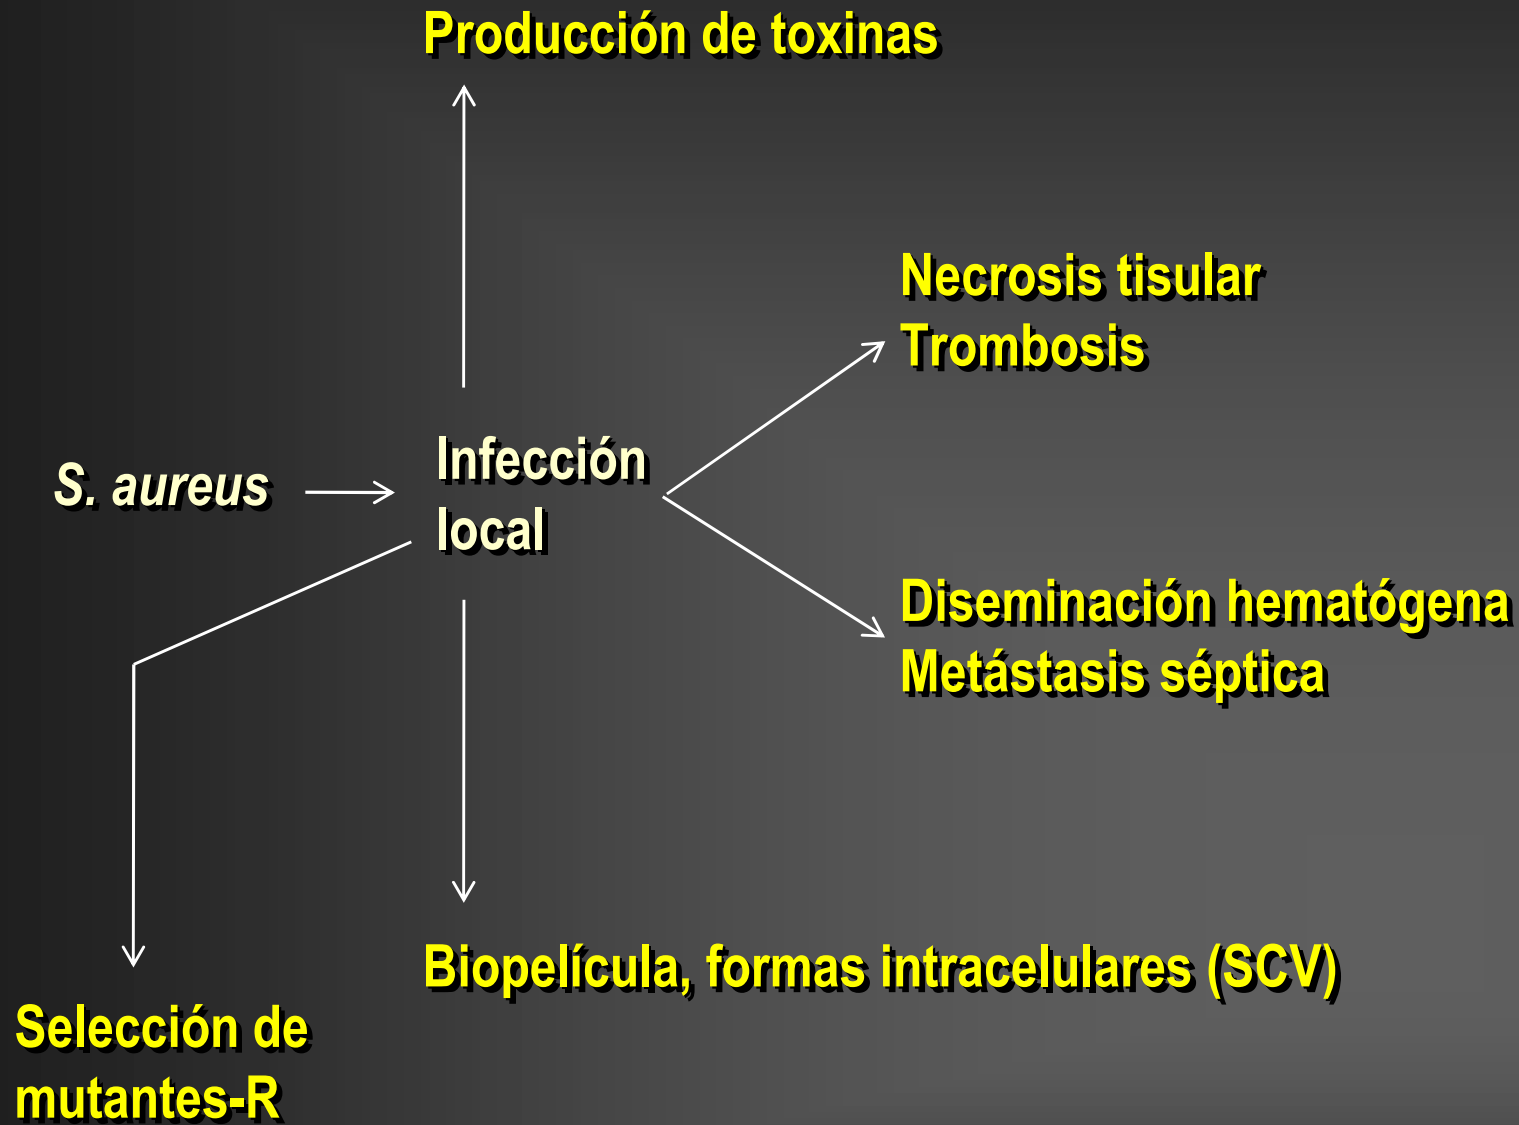 Producción de toxinas
Necrosis tisular
Trombosis
S. aureus
Infección
local
Diseminación hematógena
Metástasis séptica
Biopelícula, formas intracelulares (SCV)
Selección de
mutantes-R